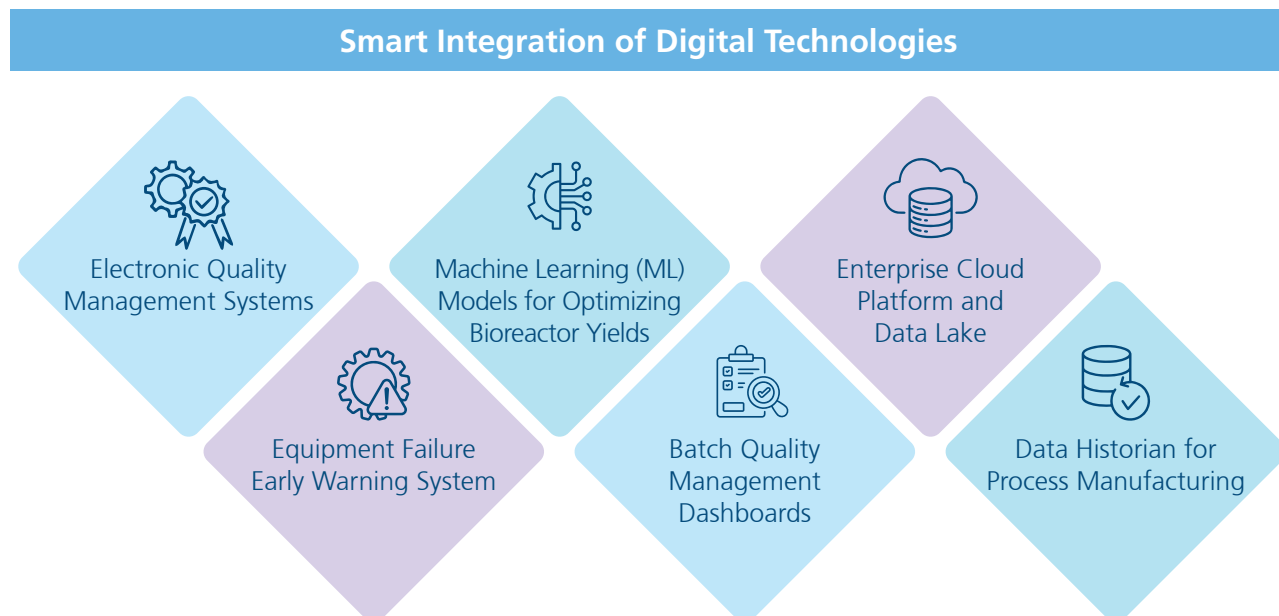 Smart Integration of Digital Technologies
Electronic Quality
Management Systems
Equipment Failure
Early Warning System
Machine Learning (ML)
Models for Optimizing
Bioreactor Yields
Batch Quality
Management
Dashboards
Enterprise Cloud
Platform and
Data Lake
Data Historian for
Process Manufacturing